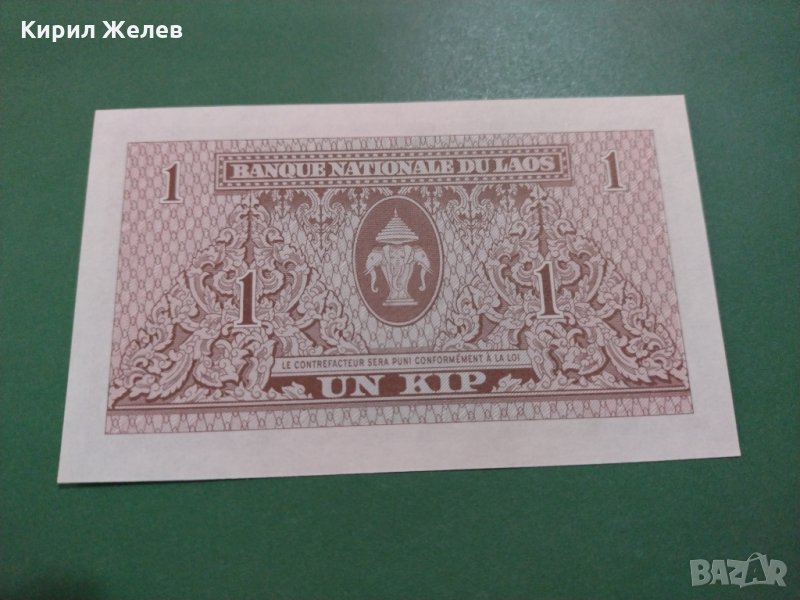 Кирил Желев
BANQUE NATIONALE DU LAOS
1 1
1 1
LE CONTREFACTEUR SERA PUNI CONFORMÉMENT À LA LOI
UN KIP
BAZAR